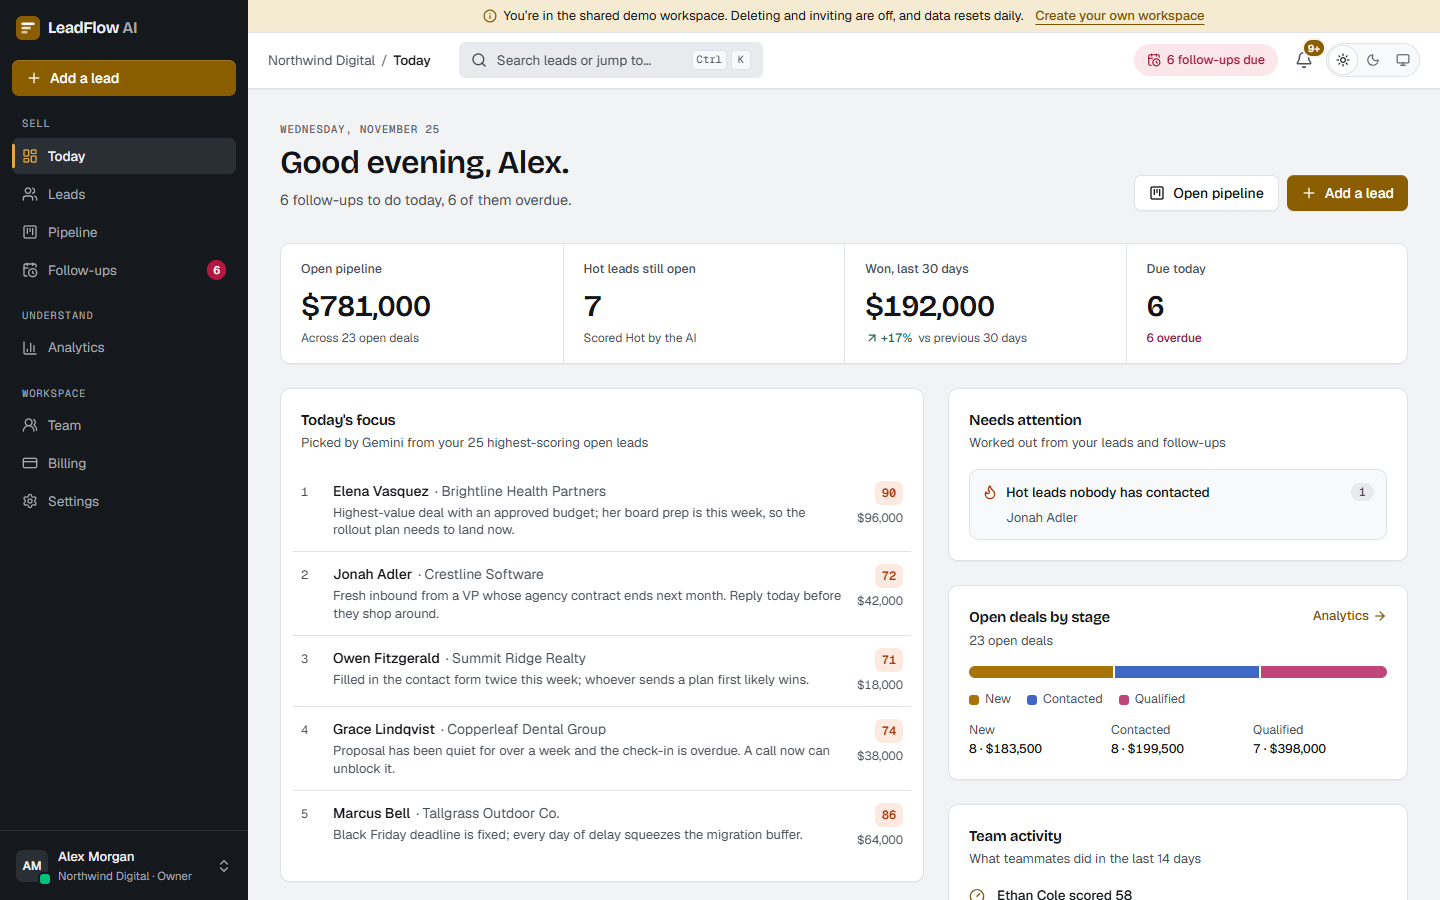 LeadFlow AI
Add a lead
SELL
Today
Leads
Pipeline
Follow-ups
6
UNDERSTAND
Analytics
WORKSPACE
Team
Billing
Settings
AM
Alex Morgan
Northwind Digital · Owner
You're in the shared demo workspace. Deleting and inviting are off, and data resets daily. Create your own workspace
Northwind Digital / Today
Search leads or jump to...
Ctrl K
6 follow-ups due
9+
WEDNESDAY, NOVEMBER 25
Good evening, Alex.
6 follow-ups to do today, 6 of them overdue.
Open pipeline
Add a lead
Open pipeline
$781,000
Across 23 open deals
Hot leads still open
7
Scored Hot by the AI
Won, last 30 days
$192,000
+17% vs previous 30 days
Due today
6
6 overdue
Today's focus
Picked by Gemini from your 25 highest-scoring open leads
1 Elena Vasquez · Brightline Health Partners 90
Highest-value deal with an approved budget; her board prep is this week, so the
rollout plan needs to land now.
$96,000
2 Jonah Adler · Crestline Software 72
Fresh inbound from a VP whose agency contract ends next month. Reply today before
they shop around.
$42,000
3 Owen Fitzgerald · Summit Ridge Realty 71
Filled in the contact form twice this week; whoever sends a plan first likely wins.
$18,000
4 Grace Lindqvist · Copperleaf Dental Group 74
Proposal has been quiet for over a week and the check-in is overdue. A call now can
unblock it.
$38,000
5 Marcus Bell · Tallgrass Outdoor Co. 86
Black Friday deadline is fixed; every day of delay squeezes the migration buffer.
$64,000
Needs attention
Worked out from your leads and follow-ups
Hot leads nobody has contacted 1
Jonah Adler
Open deals by stage
Analytics
23 open deals
New Contacted Qualified
New Contacted Qualified
8 · $183,500 8 · $199,500 7 · $398,000
Team activity
What teammates did in the last 14 days
Ethan Cole scored 58